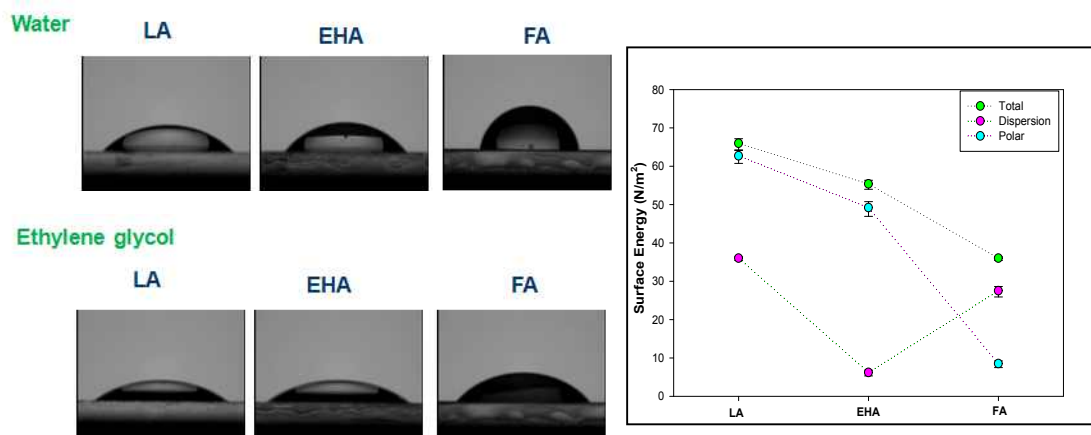 Water
LA
EHA
FA
Ethylene glycol
LA
EHA
FA
Surface Energy (N/m²)
80
70
60
50
40
30
20
10
0
LA
EHA
FA
Total
Dispersion
Polar